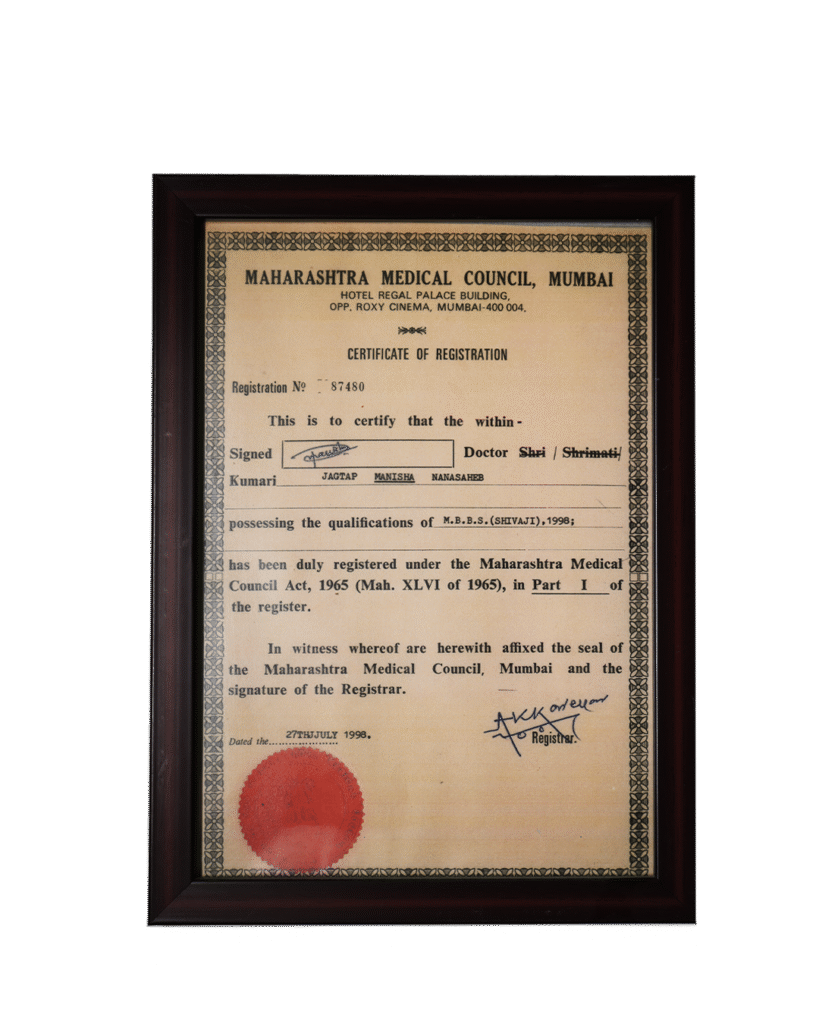 MAHARASHTRA MEDICAL COUNCIL, MUMBAI
HOTEL REGAL PALACE BUILDING,
OPP. ROXY CINEMA, MUMBAI-400 004.
CERTIFICATE OF REGISTRATION
Registration Nº 87480
This is to certify that the within-
Signed Doctor Shri / Shrimati/
Kumari JAGTAP MANISHA NANASAHEB
possessing the qualifications of M.B.B.S.(SHIVAJI),1998;
has been duly registered under the Maharashtra Medical
Council Act, 1965 (Mah. XLVI of 1965), in Part I of
the register.
In witness whereof are herewith affixed the seal of
the Maharashtra Medical Council, Mumbai and the
signature of the Registrar.
Registrar.
Dated the 27THJJULY 1998.